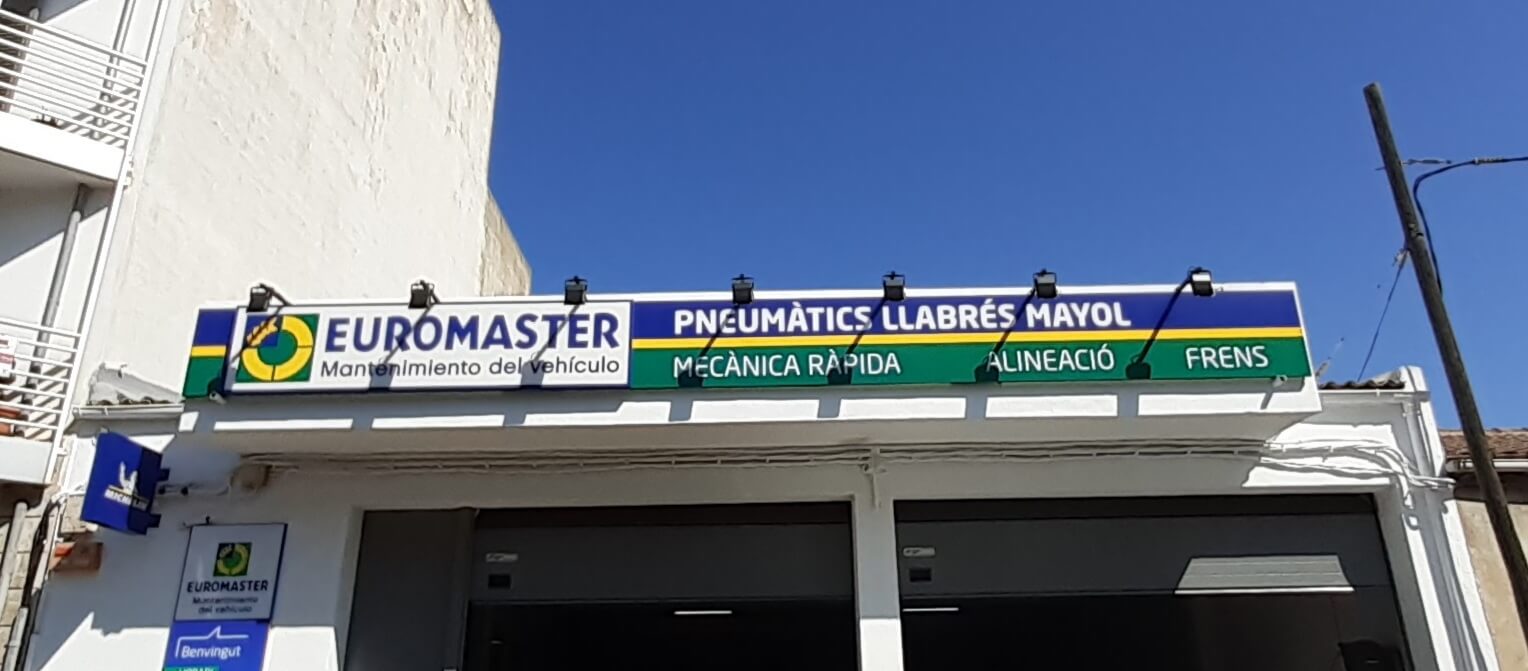 EUROMASTER
Mantenimiento del vehículo
PNEUMÀTICS LLABRÉS MAYOL
MECÀNICA RÀPIDA ALINEACIÓ FRENS
MICHELIN
EUROMASTER
Mantenimiento
del vehículo
Benvingut